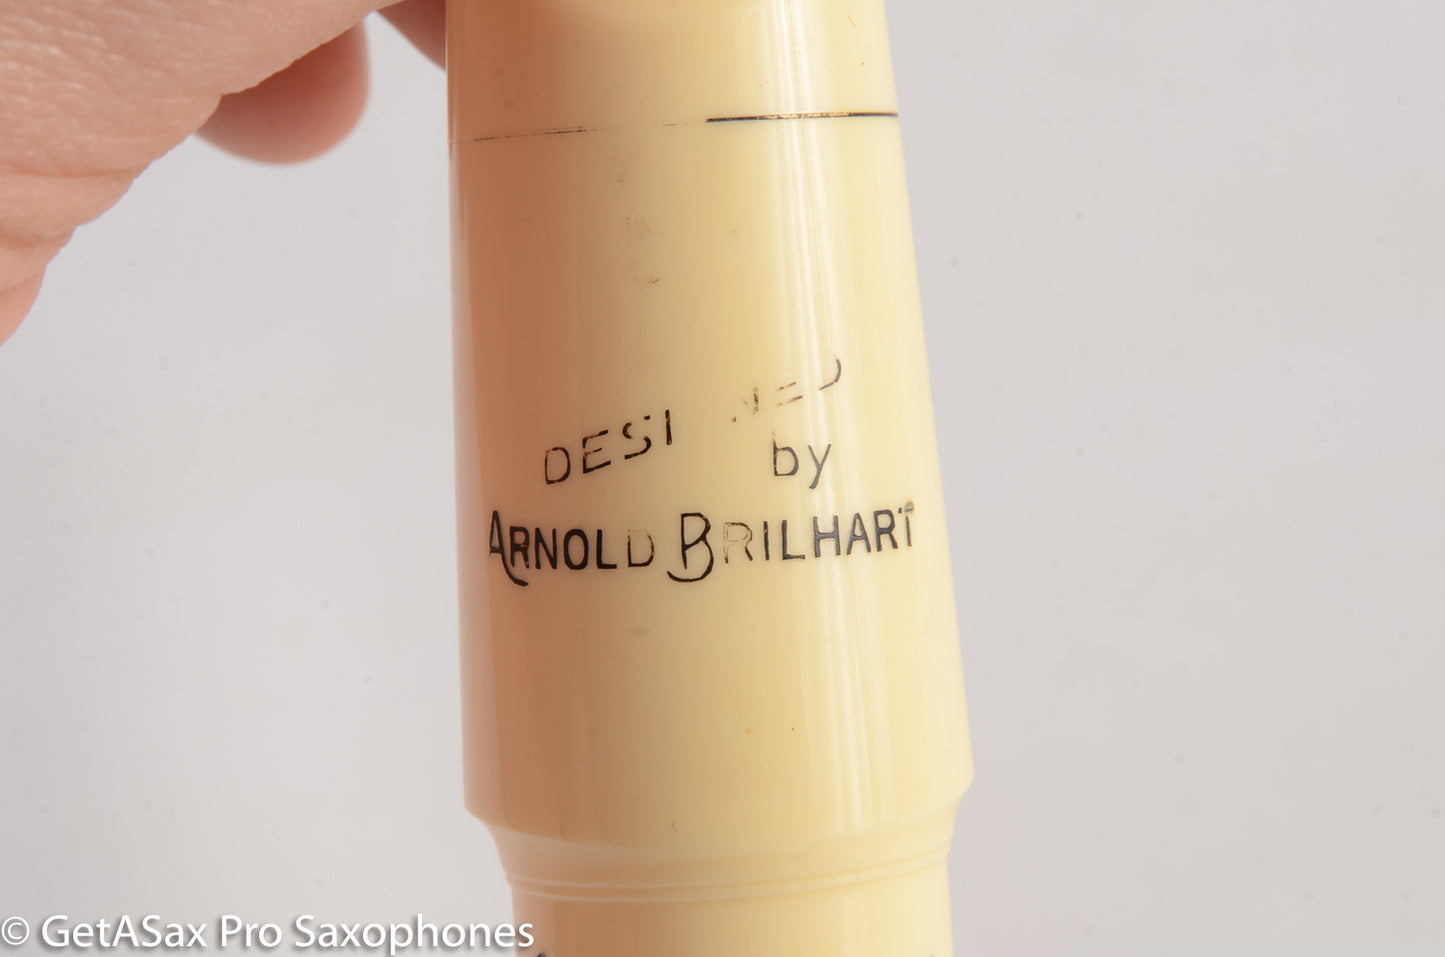 DESI NED
by
ARNOLD BRILHART
© GetASax Pro Saxophones